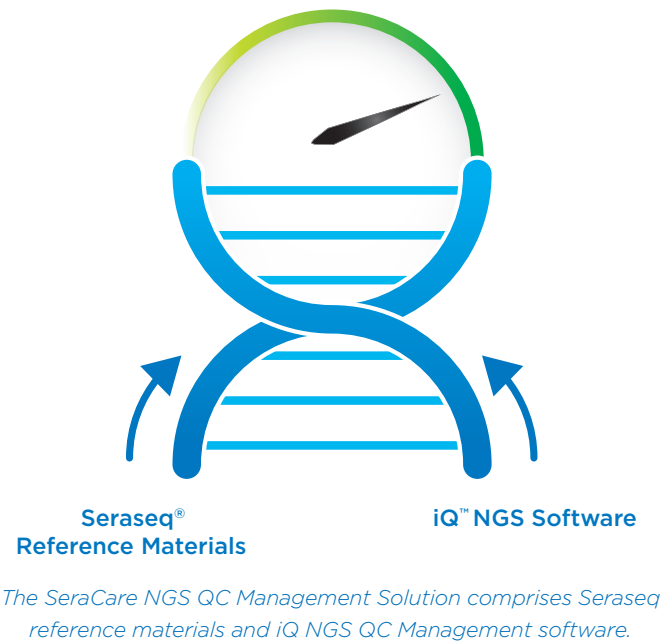 Seraseq®
Reference Materials
iQ™ NGS Software
The SeraCare NGS QC Management Solution comprises Seraseq
reference materials and iQ NGS QC Management software.